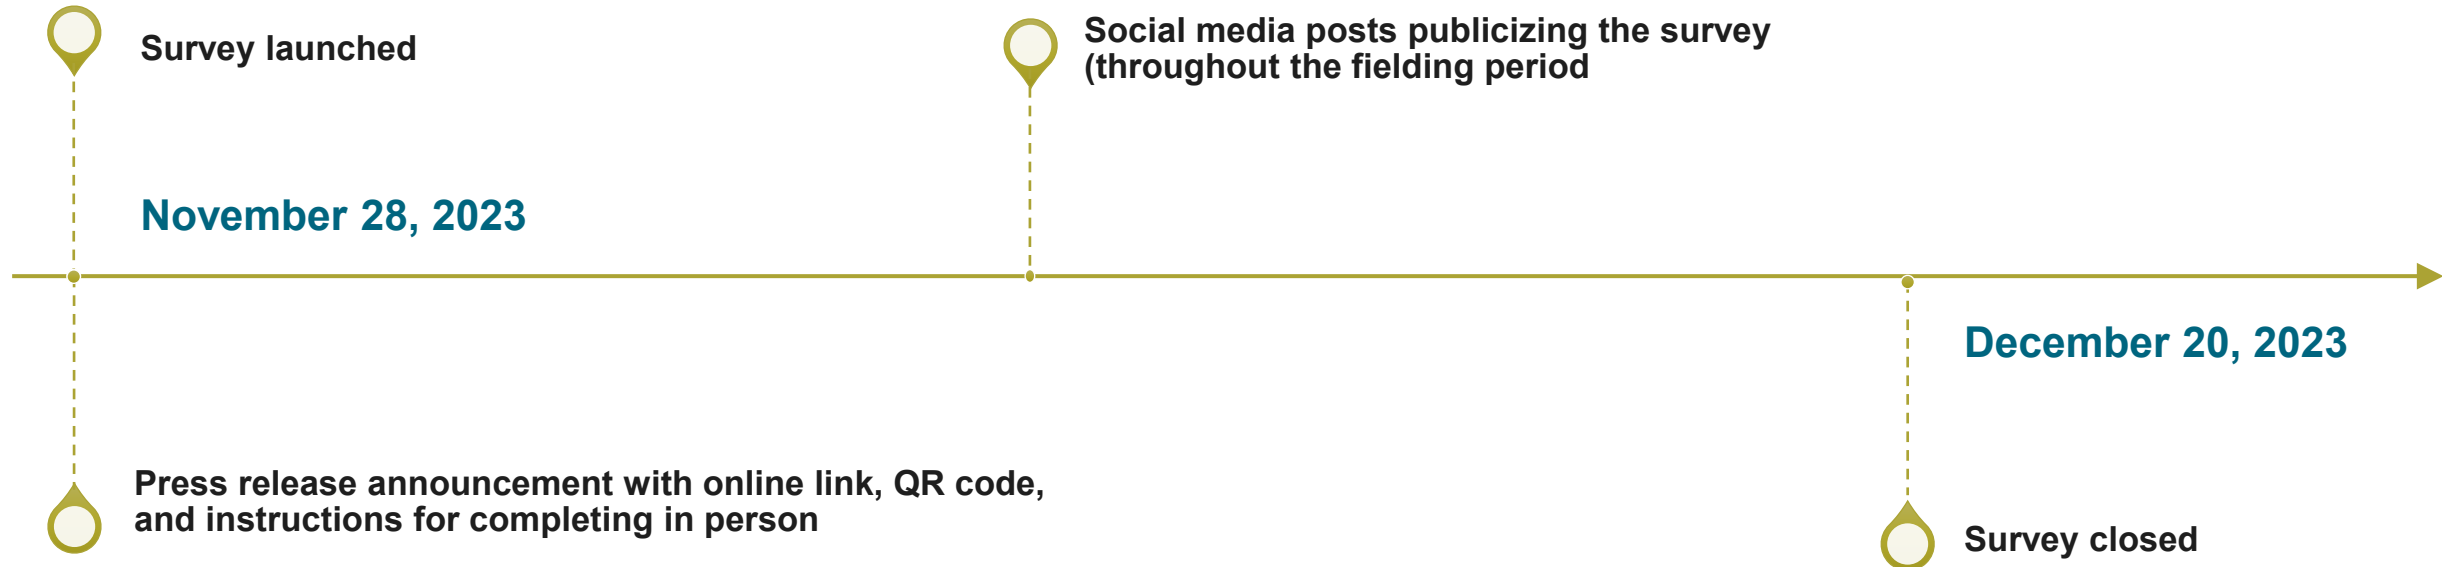 Survey launched
Social media posts publicizing the survey
(throughout the fielding period
November 28, 2023
December 20, 2023
Press release announcement with online link, QR code,
and instructions for completing in person
Survey closed